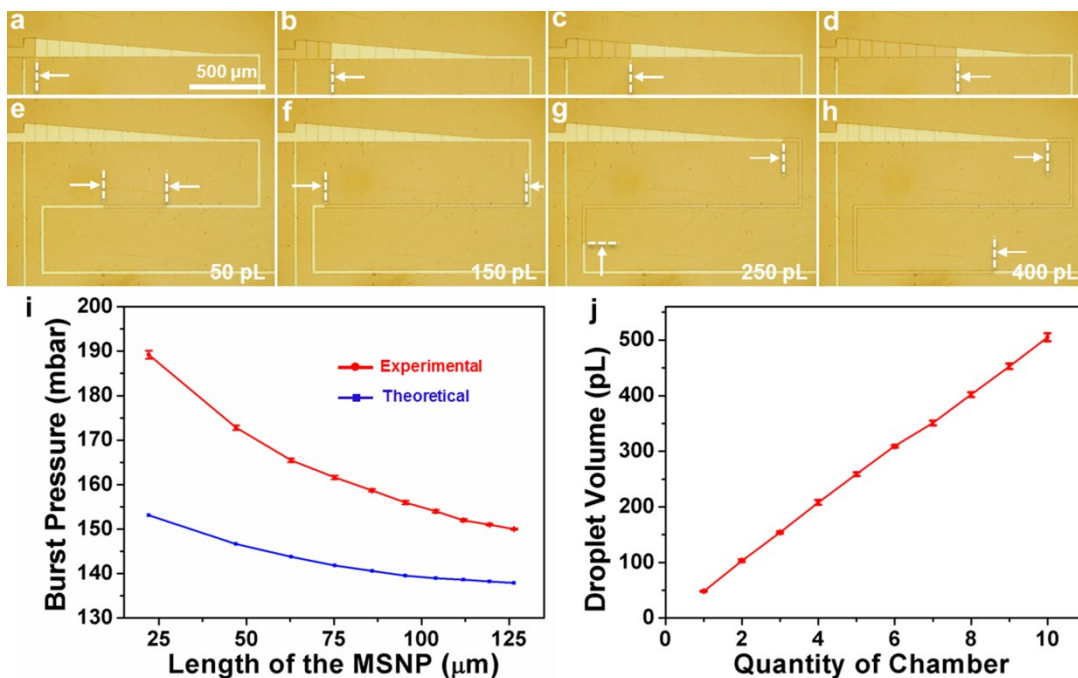 a
b
c
d
500 µm
e
f
g
h
50 pL
150 pL
250 pL
400 pL
i
200
190
180
170
160
150
140
130
Burst Pressure (mbar)
Experimental
Theoretical
25
50
75
100
125
Length of the MSNP (μm)
j
500
400
300
200
100
0
Droplet Volume (pL)
0
2
4
6
8
10
Quantity of Chamber